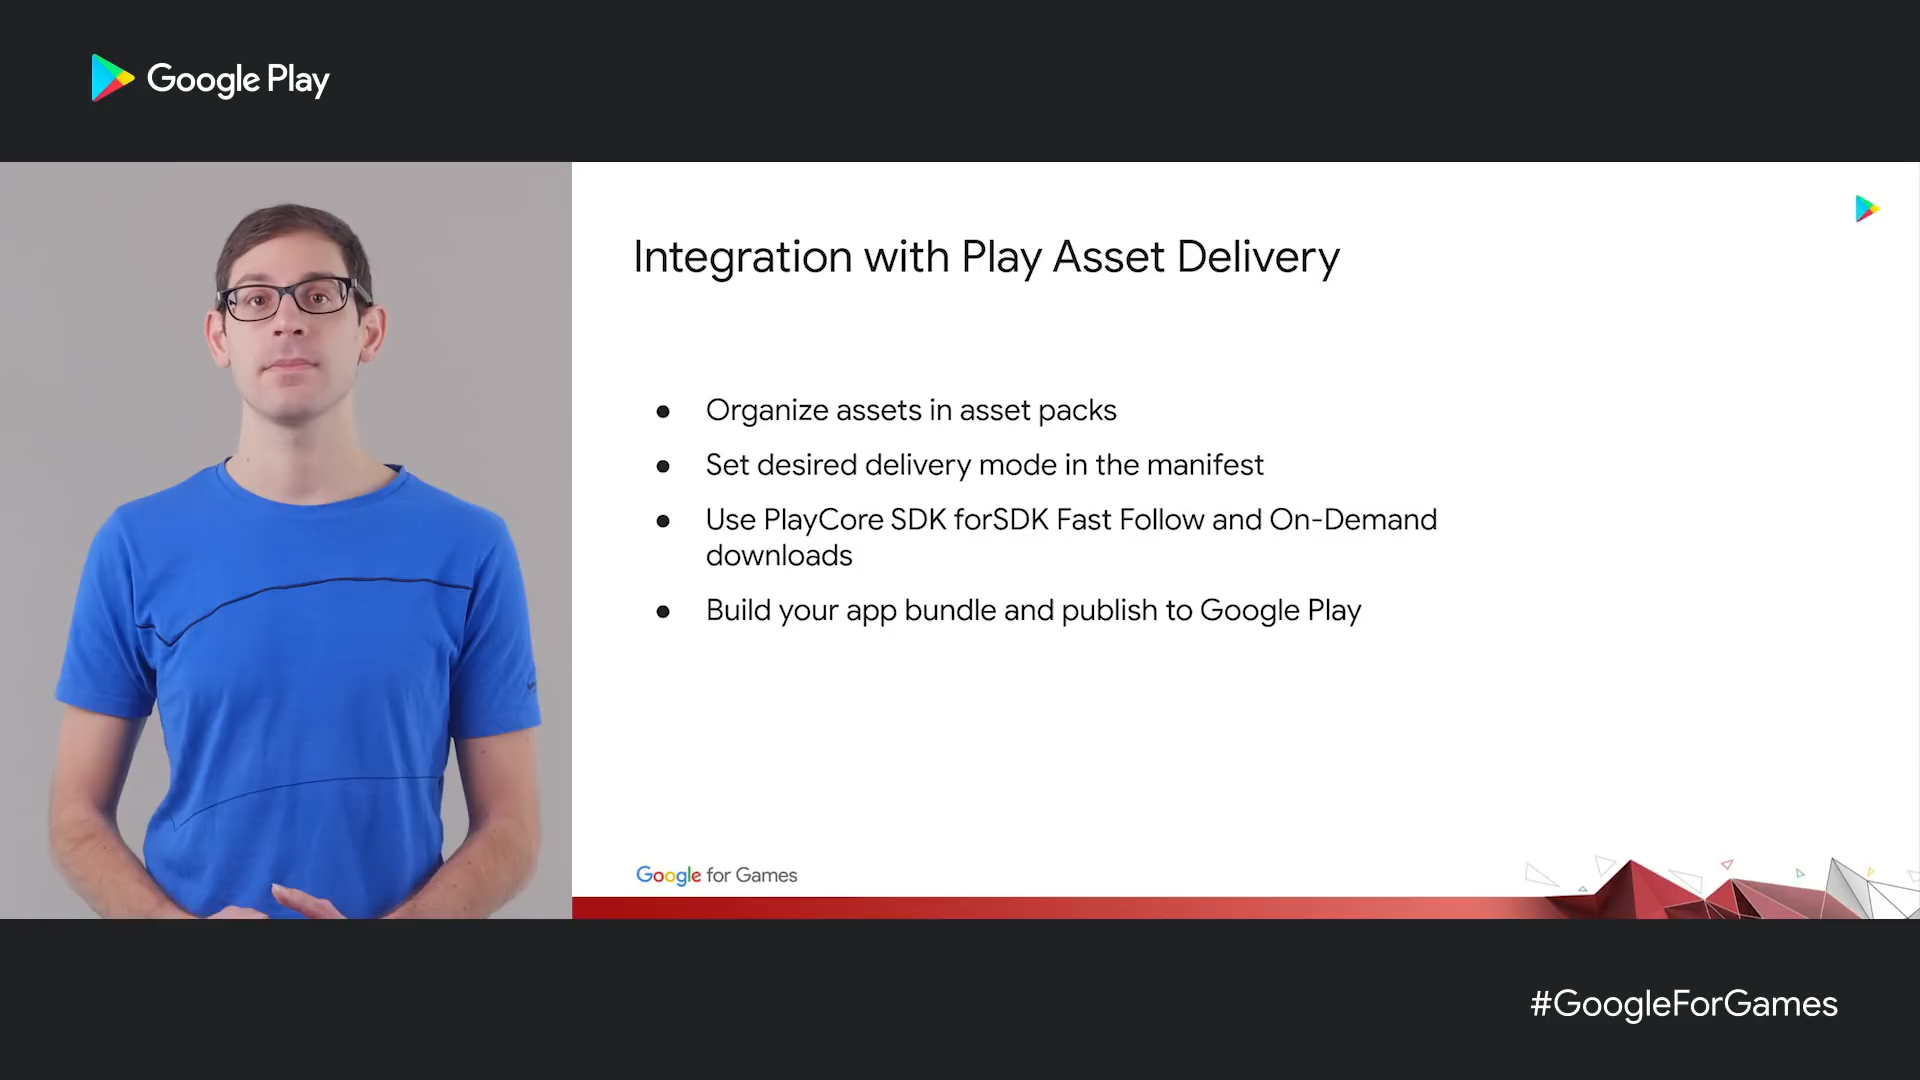 Google Play
Integration with Play Asset Delivery
● Organize assets in asset packs
● Set desired delivery mode in the manifest
● Use PlayCore SDK forSDK Fast Follow and On-Demand
downloads
● Build your app bundle and publish to Google Play
Google for Games
#GoogleForGames